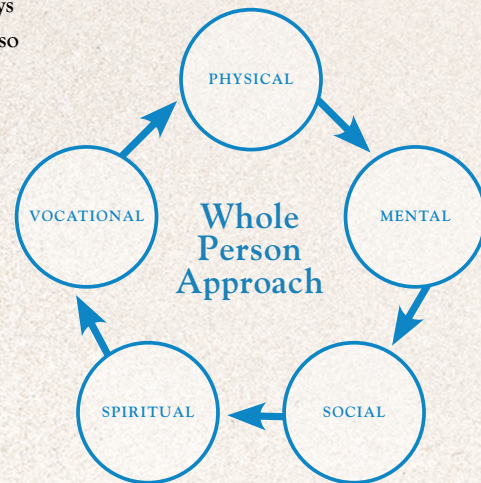 ys
so
PHYSICAL
VOCATIONAL
Whole
Person
Approach
MENTAL
SPIRITUAL
SOCIAL